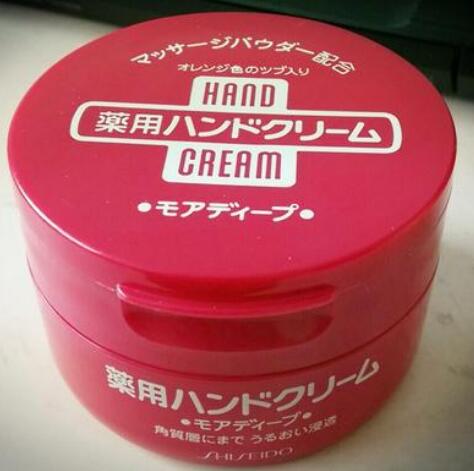 マッサージパウダー配合
オレンジ色のツブ入り
HAND
薬用ハンドクリーム
CREAM
•モアディープ•
薬用ハンドクリーム
•モアディープ•
角質層にまで うるおい浸透
SHISEIDO